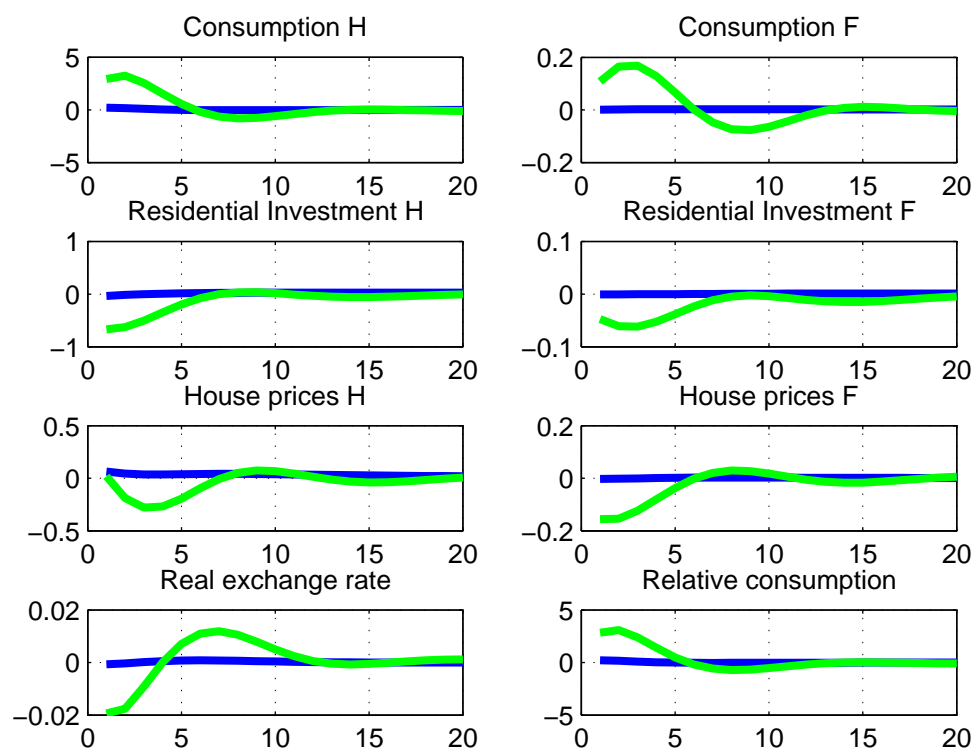 Consumption H
Consumption F
5
0
−5
0 5 10 15 20
0.2
0
−0.2
0 5 10 15 20
Residential Investment H
Residential Investment F
1
0
−1
0 5 10 15 20
0.1
0
−0.1
0 5 10 15 20
House prices H
House prices F
0.5
0
−0.5
0 5 10 15 20
0.2
0
−0.2
0 5 10 15 20
Real exchange rate
Relative consumption
0.02
0
−0.02
0 5 10 15 20
5
0
−5
0 5 10 15 20